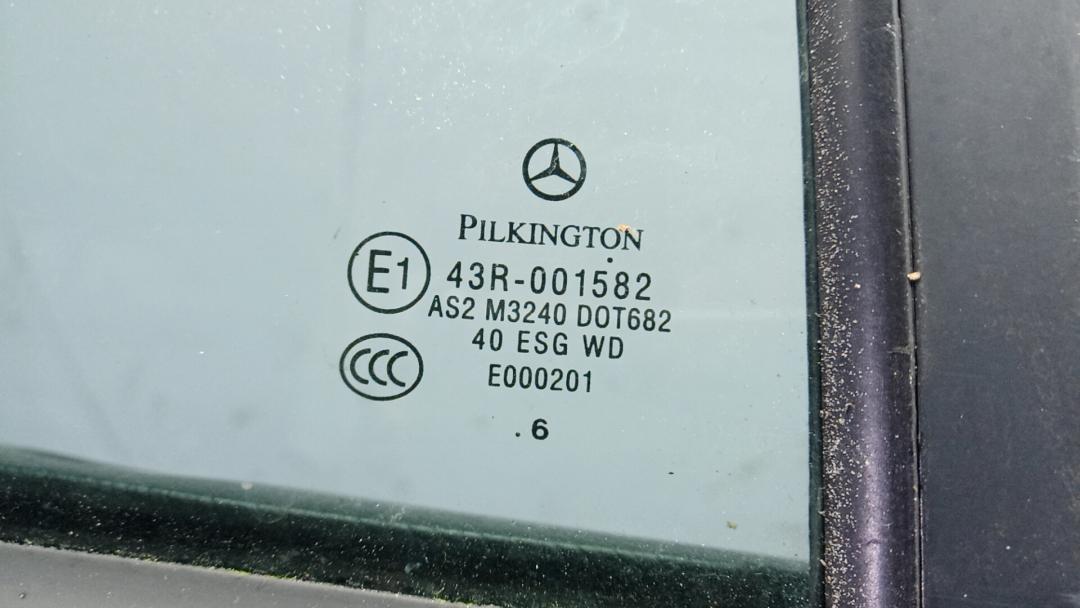 PILKINGTON
E1 43R-001582
AS2 M3240 DOT682
40 ESG WD
CCC
E000201
. 6